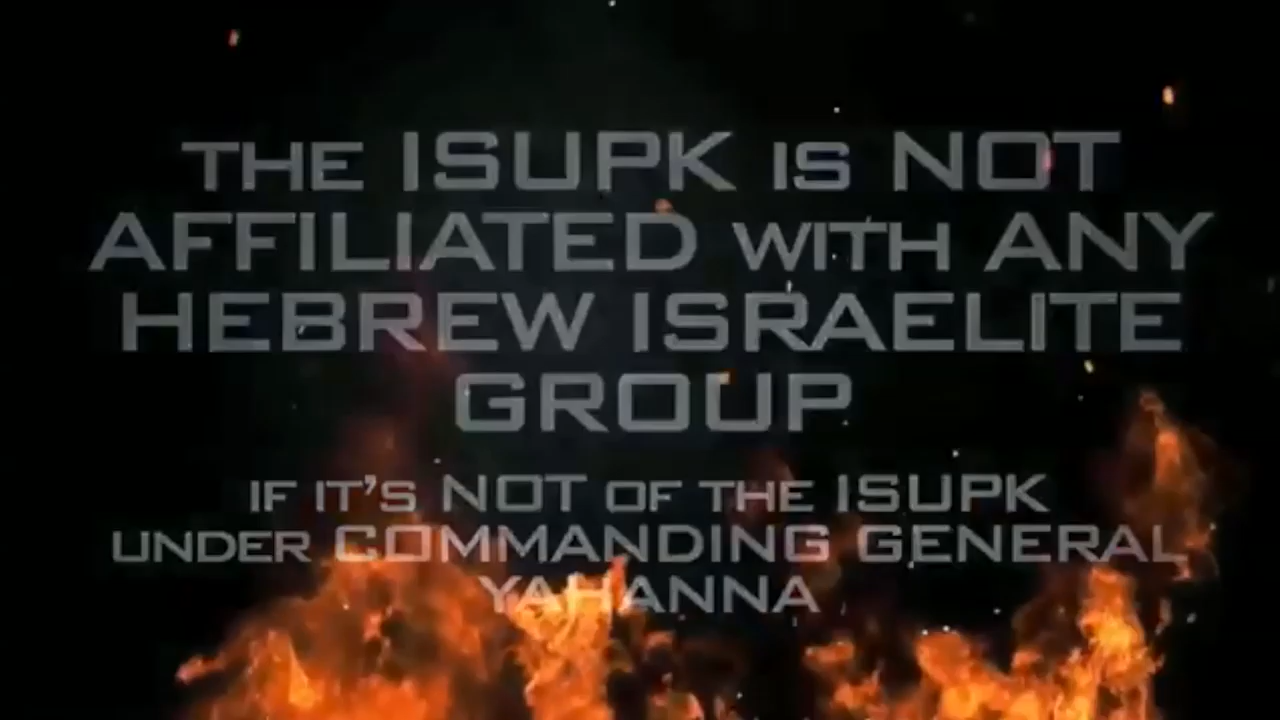 THE ISUPK IS NOT
AFFILIATED WITH ANY
HEBREW ISRAELITE
GROUP
IF IT'S NOT OF THE ISUPK
UNDER COMMANDING GENERAL
YAHANNA